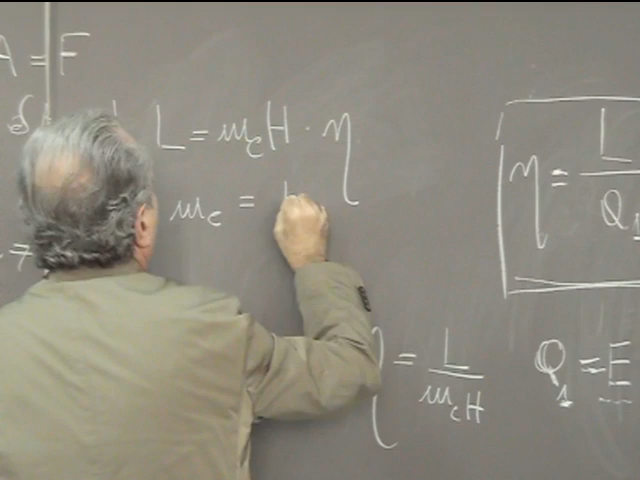 A = F
L = m_c H · η
m_c = L
η = L / Q_1
η = L / m_c H
Q_1 = E